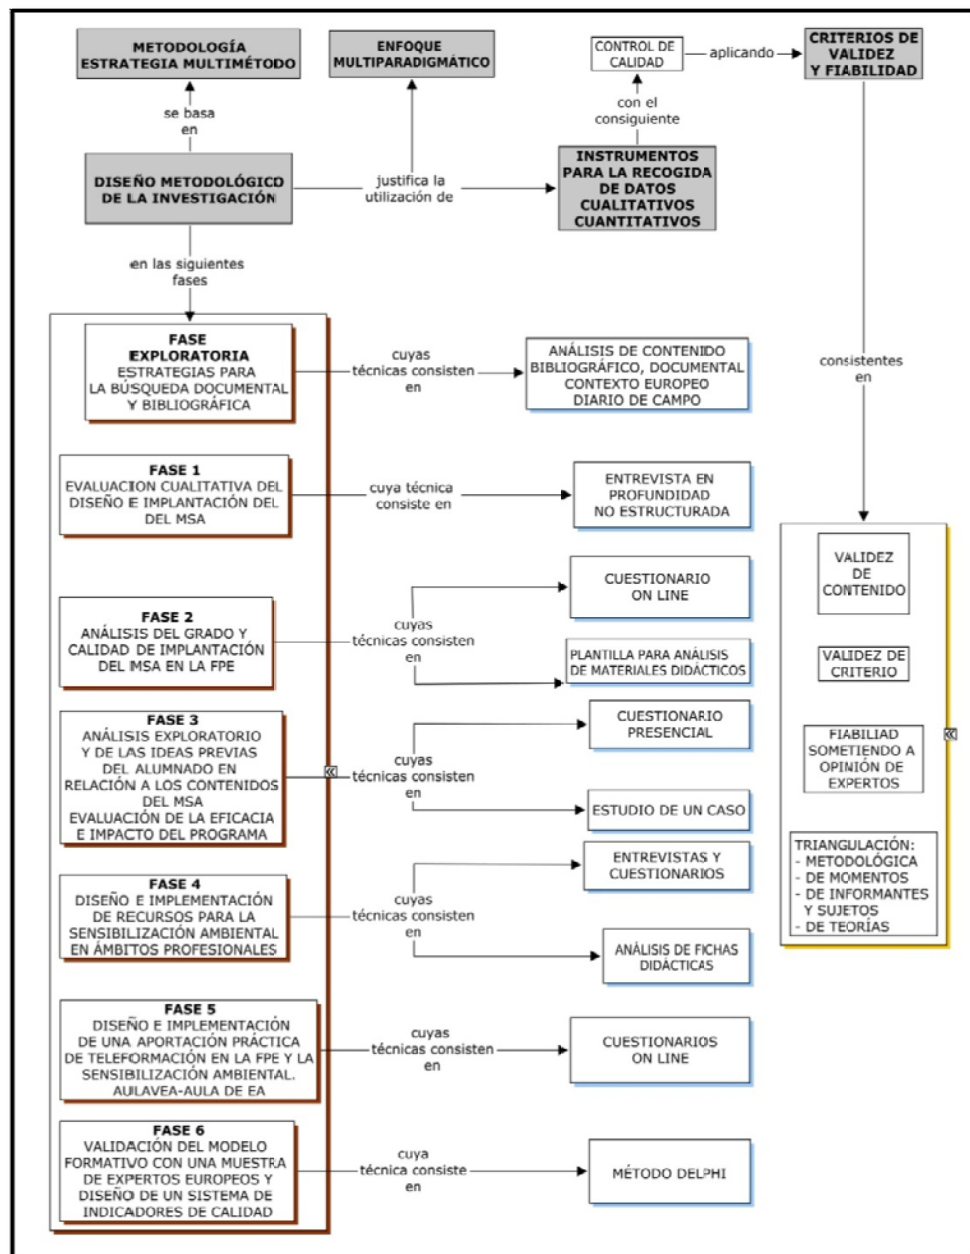 METODOLOGÍA
ESTRATEGIA MULTIMÉTODO
ENFOQUE
MULTIPARADIGMÁTICO
CONTROL DE
CALIDAD
aplicando
CRITERIOS DE
VALIDEZ
Y FIABILIDAD
se basa
en
con el
consiguiente
DISEÑO METODOLÓGICO
DE LA INVESTIGACIÓN
justifica la
utilización de
INSTRUMENTOS
PARA LA RECOGIDA
DE DATOS
CUALITATIVOS
CUANTITATIVOS
en las siguientes
fases
consistentes
en
FASE
EXPLORATORIA
ESTRATEGIAS PARA
LA BÚSQUEDA DOCUMENTAL
Y BIBLIOGRÁFICA
cuyas
técnicas consisten
en
ANÁLISIS DE CONTENIDO
BIBLIOGRÁFICO, DOCUMENTAL
CONTEXTO EUROPEO
DIARIO DE CAMPO
FASE 1
EVALUACION CUALITATIVA DEL
DISEÑO E IMPLANTACIÓN DEL
DEL MSA
cuya técnica
consiste en
ENTREVISTA EN
PROFUNDIDAD
NO ESTRUCTURADA
FASE 2
ANÁLISIS DEL GRADO Y
CALIDAD DE IMPLANTACIÓN
DEL MSA EN LA FPE
cuyas
técnicas consisten
en
CUESTIONARIO
ON LINE
PLANTILLA PARA ANÁLISIS
DE MATERIALES DIDÁCTICOS
FASE 3
ANÁLISIS EXPLORATORIO
Y DE LAS IDEAS PREVIAS
DEL ALUMNADO EN
RELACIÓN A LOS CONTENIDOS
DEL MSA
EVALUACIÓN DE LA EFICACIA
E IMPACTO DEL PROGRAMA
cuyas
técnicas consisten
en
CUESTIONARIO
PRESENCIAL
ESTUDIO DE UN CASO
FASE 4
DISEÑO E IMPLEMENTACIÓN
DE RECURSOS PARA LA
SENSIBILIZACIÓN AMBIENTAL
EN ÁMBITOS PROFESIONALES
cuyas
técnicas consisten
en
ENTREVISTAS Y
CUESTIONARIOS
ANÁLISIS DE FICHAS
DIDÁCTICAS
FASE 5
DISEÑO E IMPLEMENTACIÓN
DE UNA APORTACIÓN PRÁCTICA
DE TELEFORMACIÓN EN LA FPE Y LA
SENSIBILIZACIÓN AMBIENTAL.
AULAVEA-AULA DE EA
cuyas
técnicas consisten
en
CUESTIONARIOS
ON LINE
FASE 6
VALIDACIÓN DEL MODELO
FORMATIVO CON UNA MUESTRA
DE EXPERTOS EUROPEOS Y
DISEÑO DE UN SISTEMA DE
INDICADORES DE CALIDAD
cuya
técnica consiste
en
MÉTODO DELPHI
VALIDEZ
DE
CONTENIDO
VALIDEZ DE
CRITERIO
FIABILIAD
SOMETIENDO A
OPINIÓN DE
EXPERTOS
TRIANGULACIÓN:
- METODOLÓGICA
- DE MOMENTOS
- DE INFORMANTES
Y SUJETOS
- DE TEORÍAS